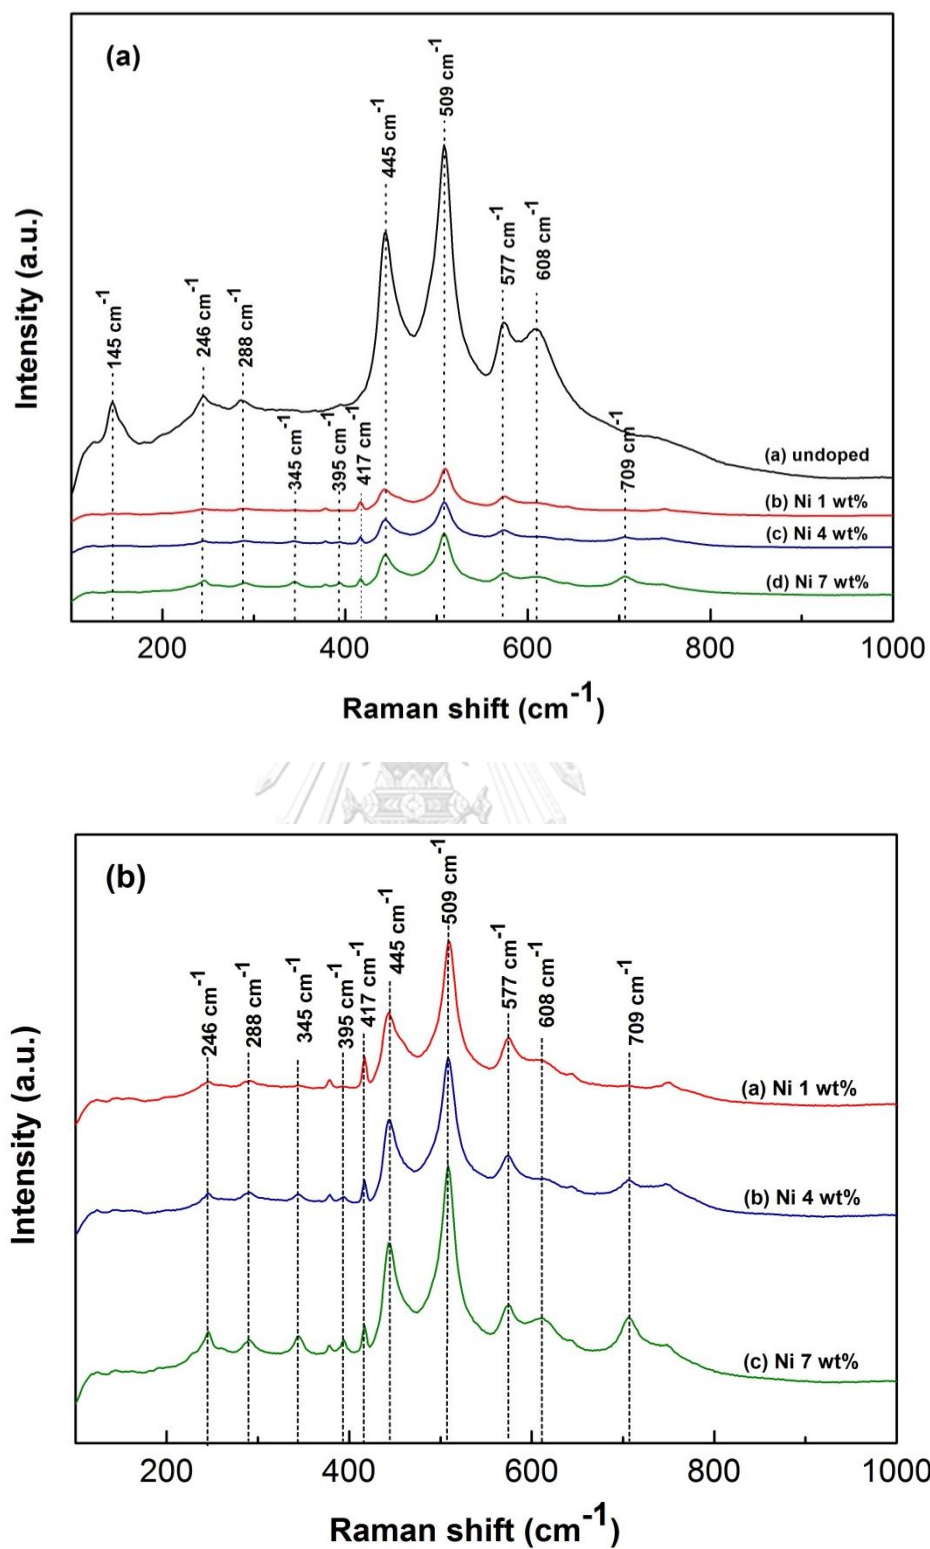 (a)
145 cm-1
246 cm-1
288 cm-1
345 cm-1
395 cm-1
417 cm-1
445 cm-1
509 cm-1
577 cm-1
608 cm-1
709 cm-1
Intensity (a.u.)
(a) undoped
(b) Ni 1 wt%
(c) Ni 4 wt%
(d) Ni 7 wt%
200 400 600 800 1000
Raman shift (cm-1)
(b)
246 cm-1
288 cm-1
345 cm-1
395 cm-1
417 cm-1
445 cm-1
509 cm-1
577 cm-1
608 cm-1
709 cm-1
Intensity (a.u.)
(a) Ni 1 wt%
(b) Ni 4 wt%
(c) Ni 7 wt%
200 400 600 800 1000
Raman shift (cm-1)